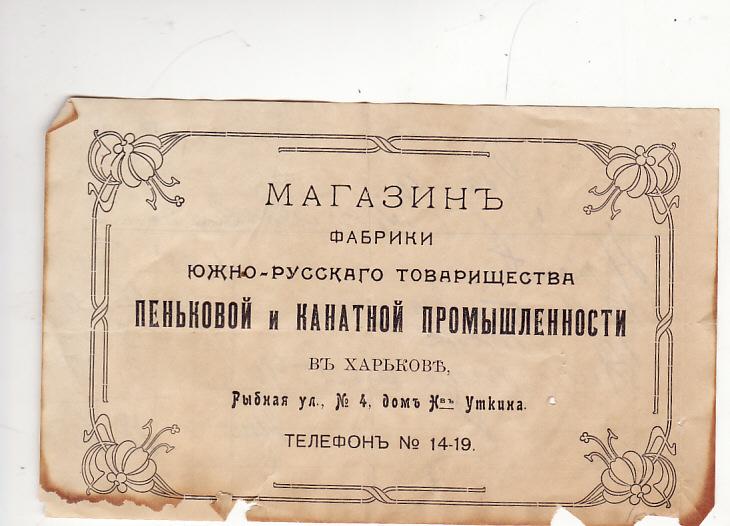 МАГАЗИНЪ
ФАБРИКИ
ЮЖНО-РУССКАГО ТОВАРИЩЕСТВА
ПЕНЬКОВОЙ и КАНАТНОЙ ПРОМЫШЛЕННОСТИ
ВЪ ХАРЬКОВѢ,
Рыбная ул., № 4, домъ Н-въ Уткина.
ТЕЛЕФОНЪ № 14-19.